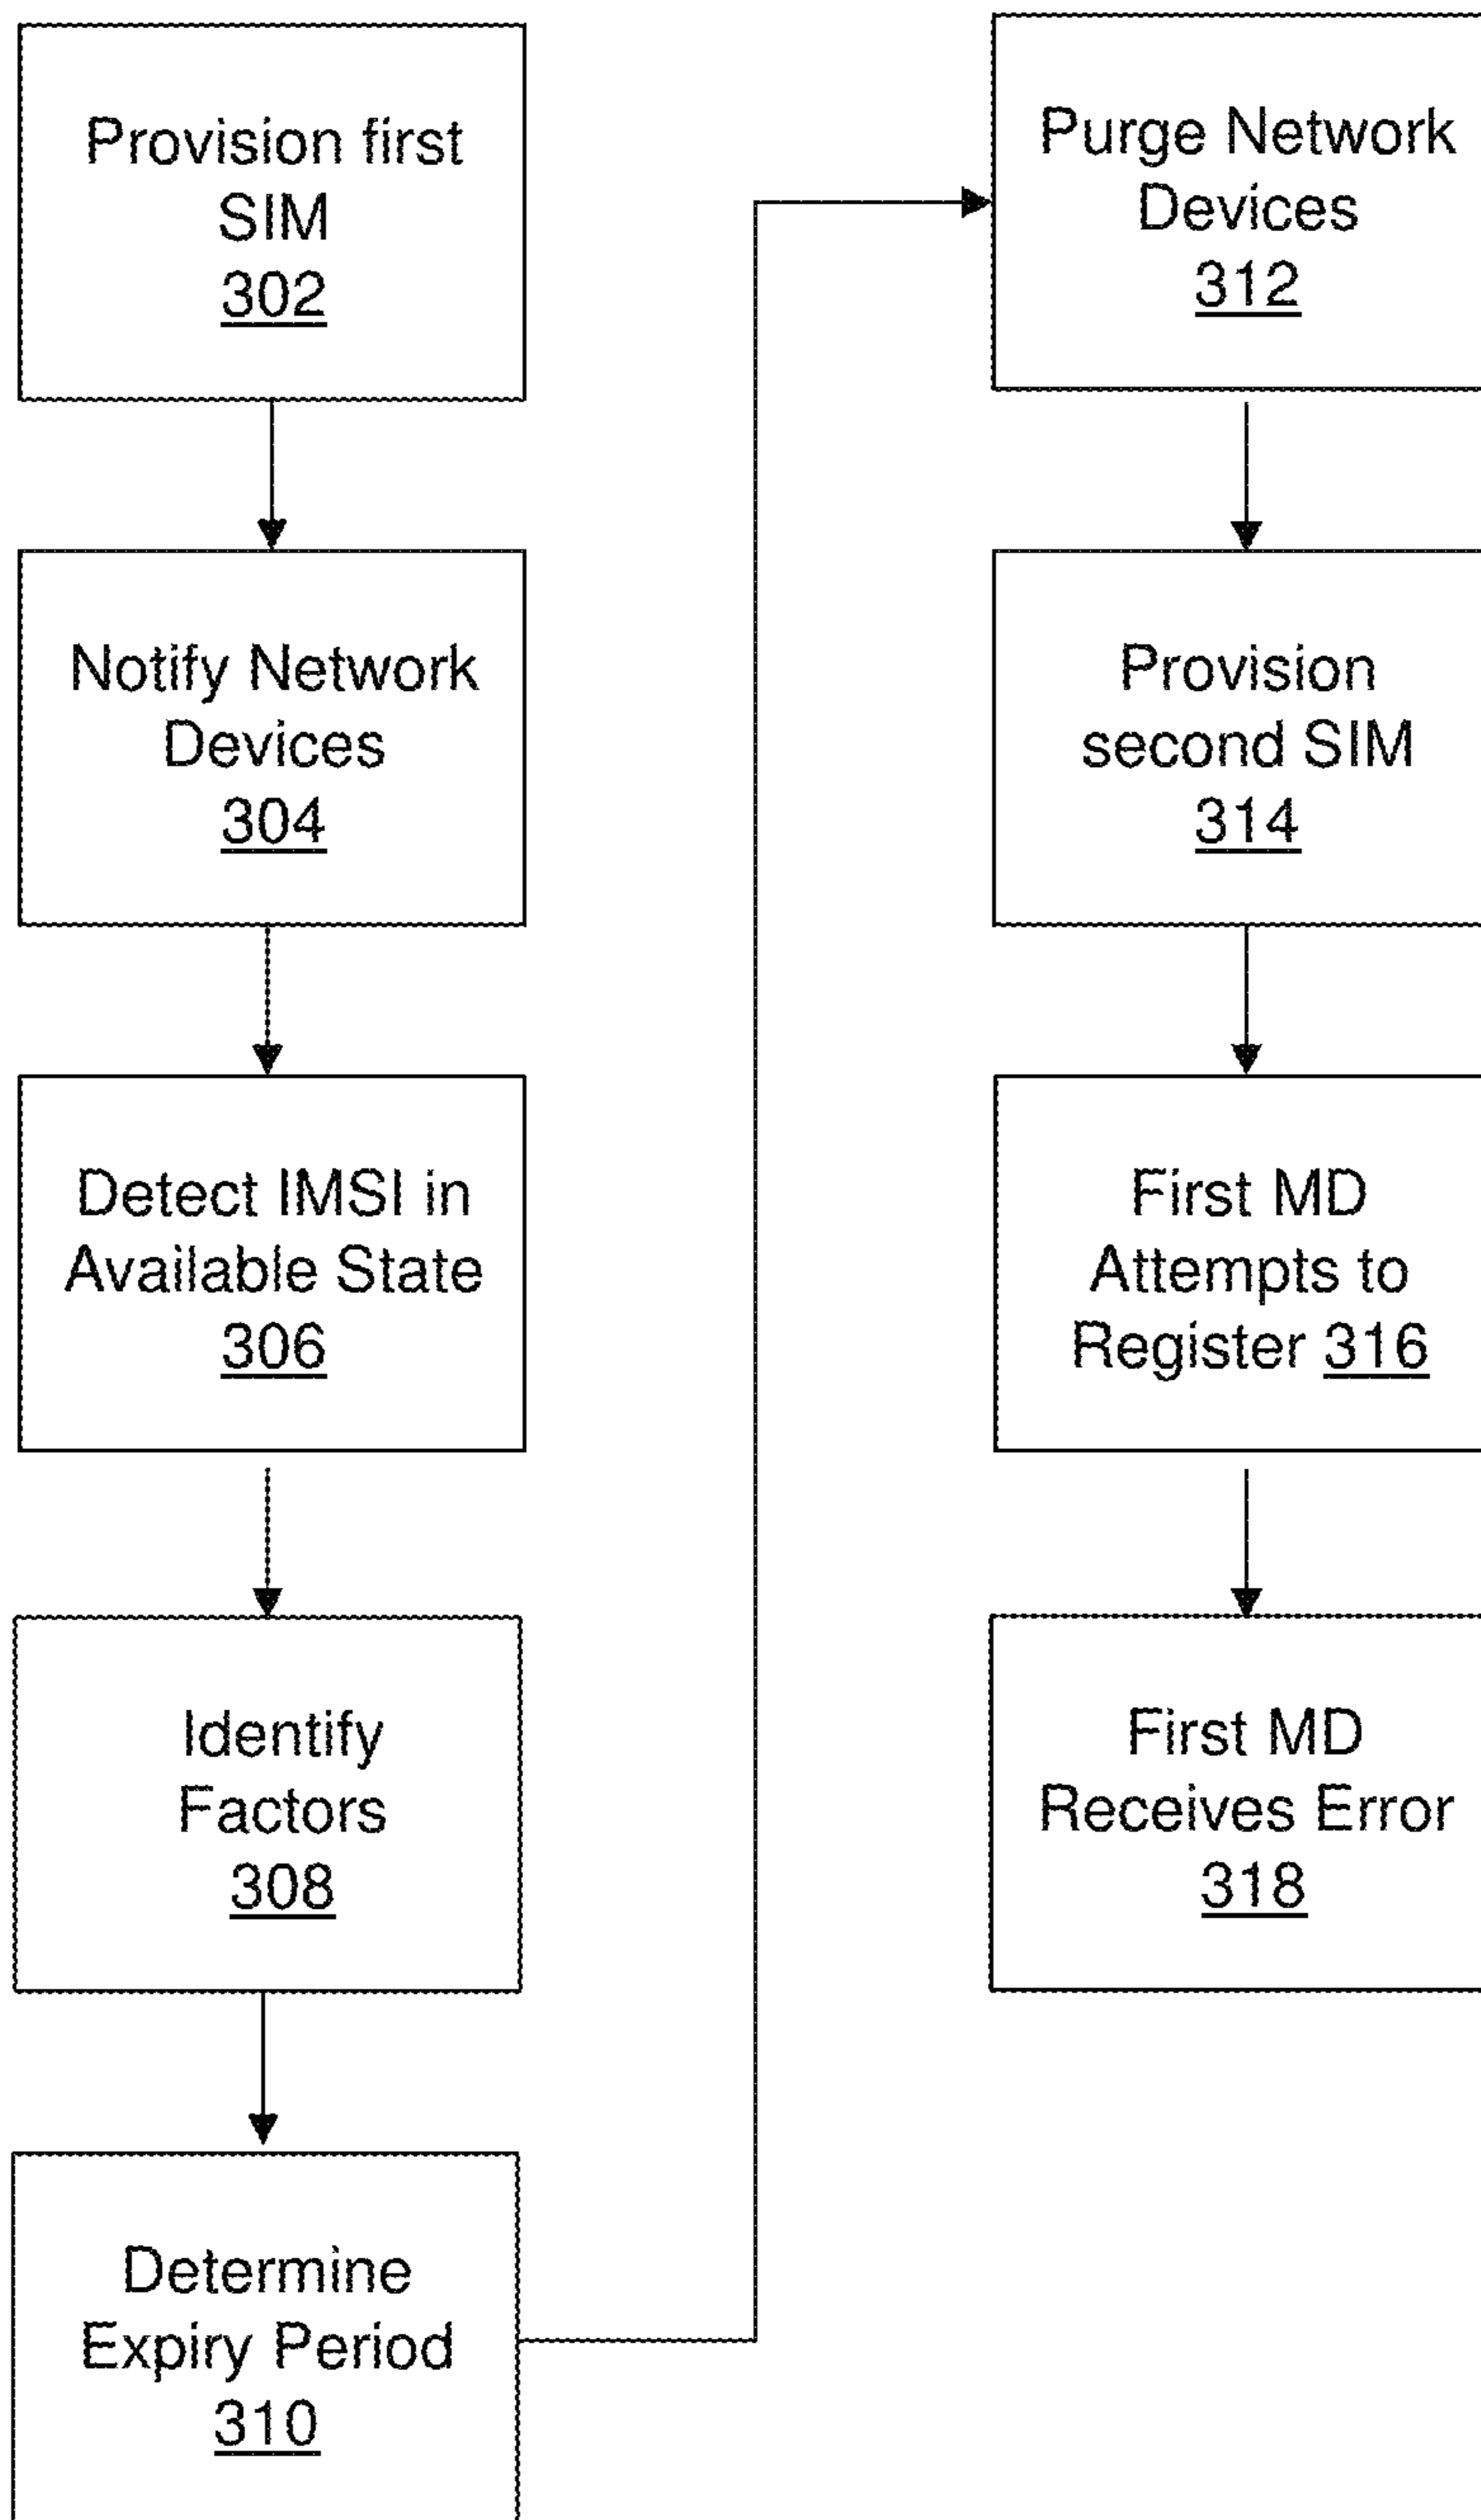 Provision first
SIM
302
Notify Network
Devices
304
Detect IMSI in
Available State
306
Identify
Factors
308
Determine
Expiry Period
310
Purge Network
Devices
312
Provision
second SIM
314
First MD
Attempts to
Register 316
First MD
Receives Error
318